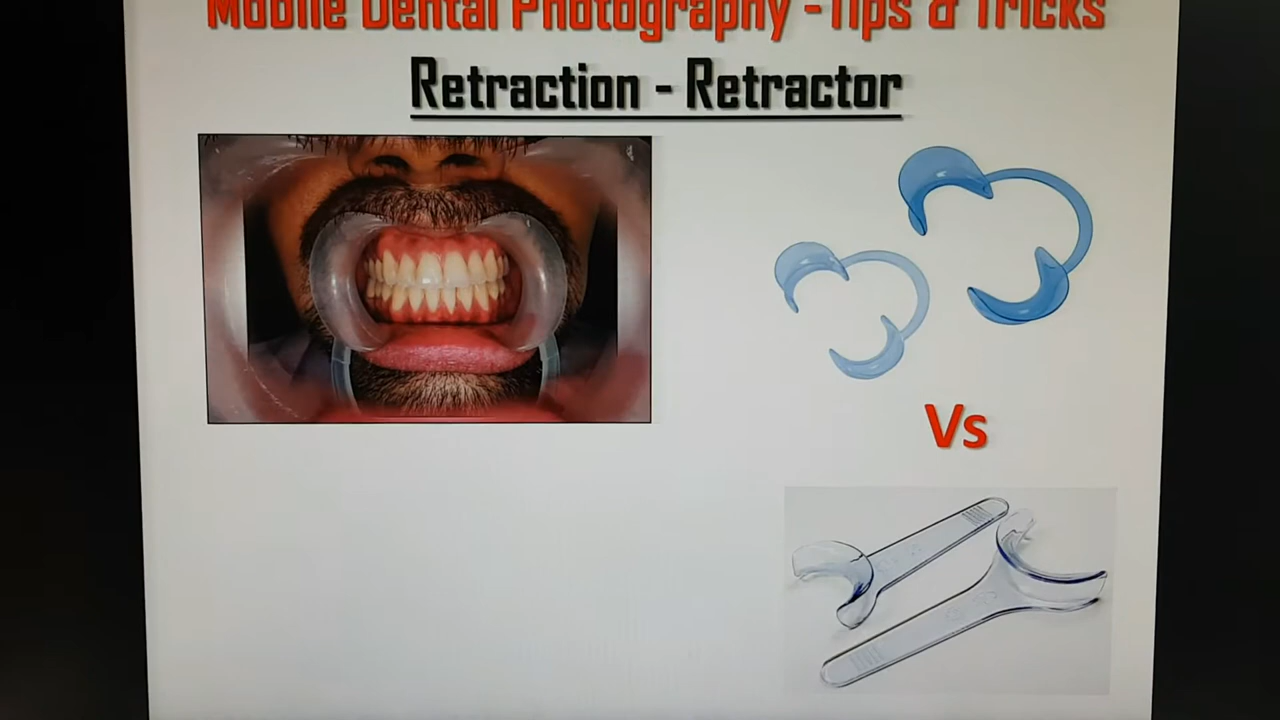 Mobile Dental Photography - Tips & Tricks
Retraction - Retractor
Vs